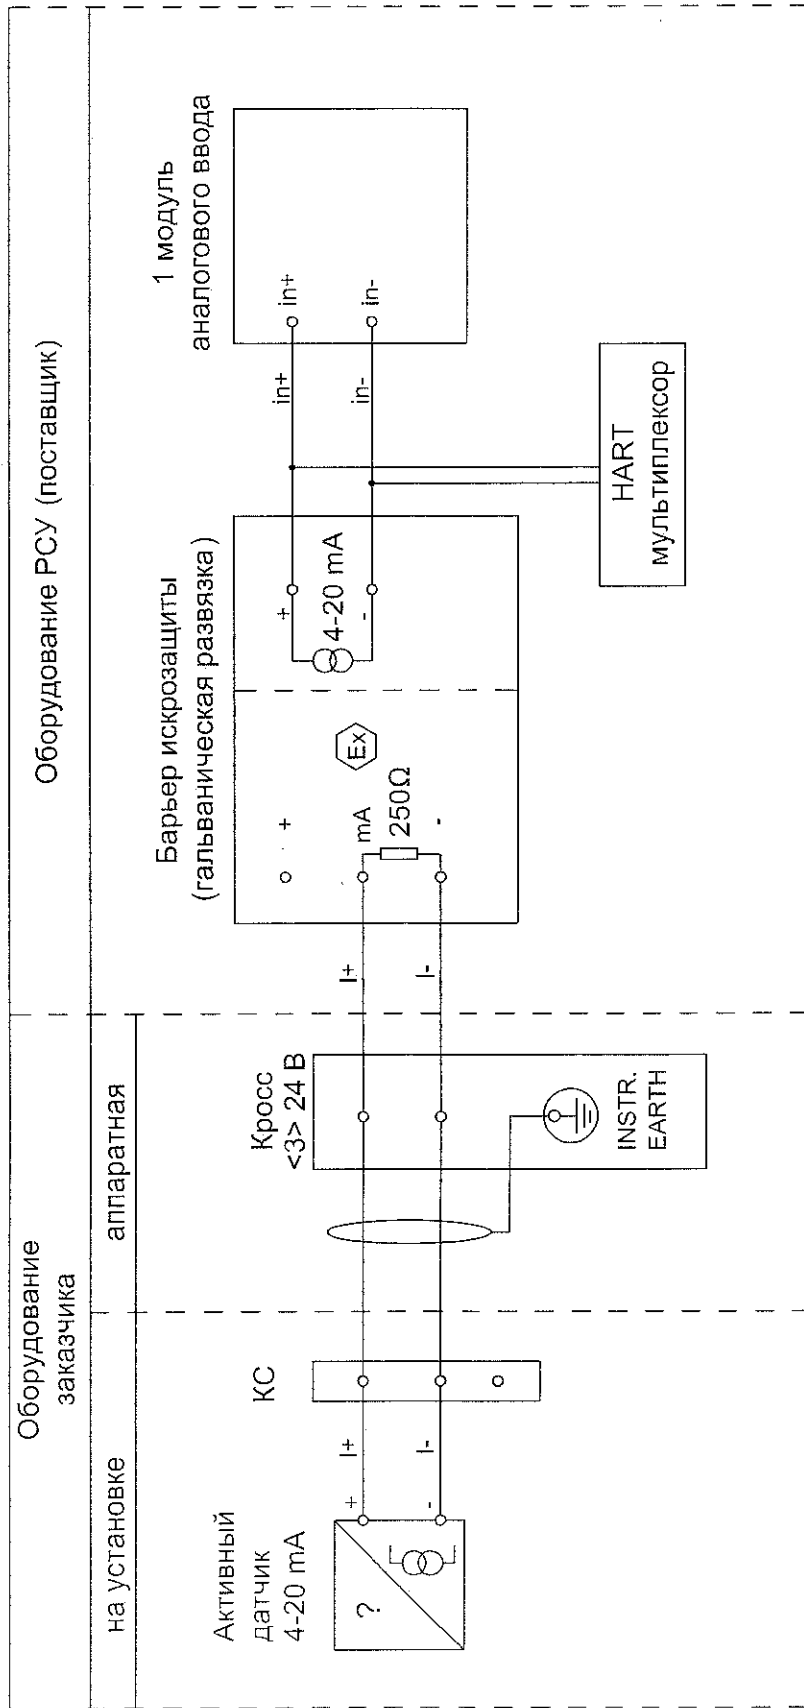 Оборудование
заказчика
Оборудование РСУ (поставщик)
на установке
аппаратная
Активный
датчик
4-20 mA
?
+
-
I+
I-
КС
Кросс
<3> 24 В
INSTR.
EARTH
I+
I-
Барьер искрозащиты
(гальваническая развязка)
+
mA
250Ω
-
Ex
+
4-20 mA
-
in+
in-
HART
мультиплексор
1 модуль
аналогового ввода
in+
in-